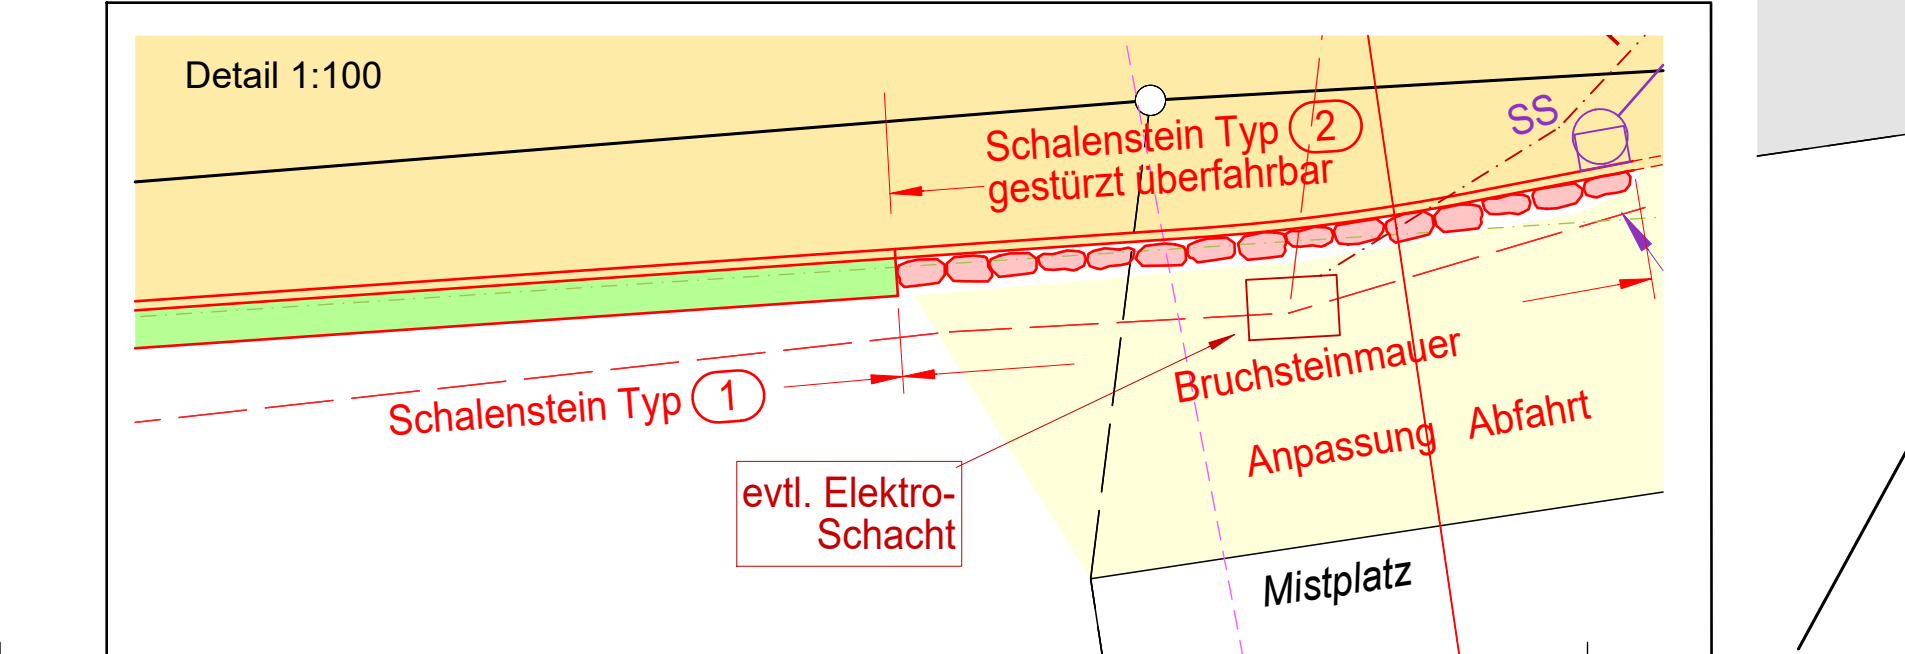 Detail 1:100
SS
Schalenstein Typ 2
gestürzt überfahrbar
Bruchsteinmauer
Schalenstein Typ 1
Anpassung Abfahrt
evtl. Elektro-
Schacht
Mistplatz